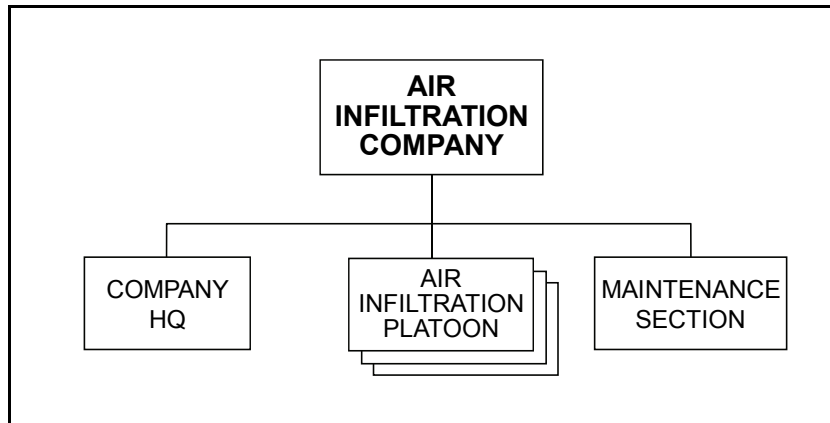 AIR
INFILTRATION
COMPANY
COMPANY
HQ
AIR
INFILTRATION
PLATOON
MAINTENANCE
SECTION